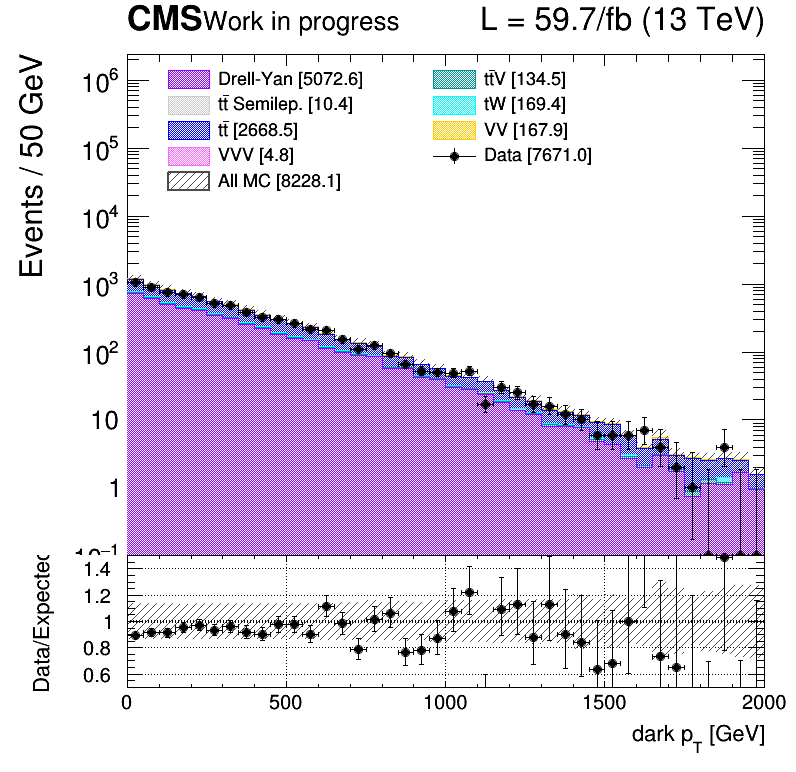 CMS Work in progress L = 59.7/fb (13 TeV)
Events / 50 GeV
10⁶
10⁵
10⁴
10³
10²
10
1
10⁻¹
Drell-Yan [5072.6]
tt̄ Semilep. [10.4]
tt̄ [2668.5]
VVV [4.8]
All MC [8228.1]
tt̄V [134.5]
tW [169.4]
VV [167.9]
Data [7671.0]
Data/Expected
1.4
1.2
1
0.8
0.6
0 500 1000 1500 2000
dark p_T [GeV]